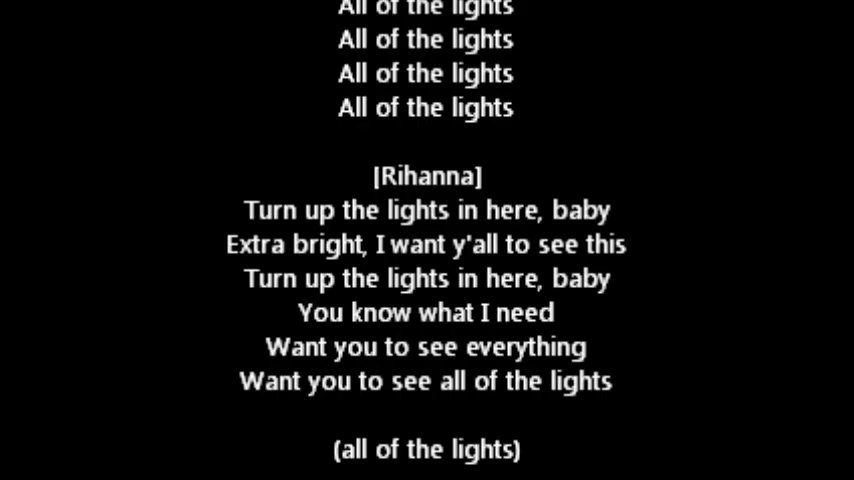 All of the lights
All of the lights
All of the lights
All of the lights
[Rihanna]
Turn up the lights in here, baby
Extra bright, I want y'all to see this
Turn up the lights in here, baby
You know what I need
Want you to see everything
Want you to see all of the lights
(all of the lights)